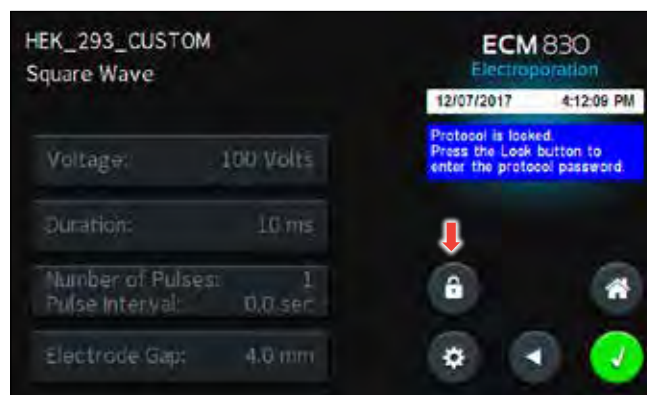 HEK_293_CUSTOM
Square Wave
Voltage: 100 Volts
Duration: 10 ms
Number of Pulses: 1
Pulse Interval: 0.0 sec
Electrode Gap: 4.0 mm
ECM 830
Electroporation
12/07/2017 4:12:09 PM
Protocol is locked.
Press the Lock button to
enter the protocol password.